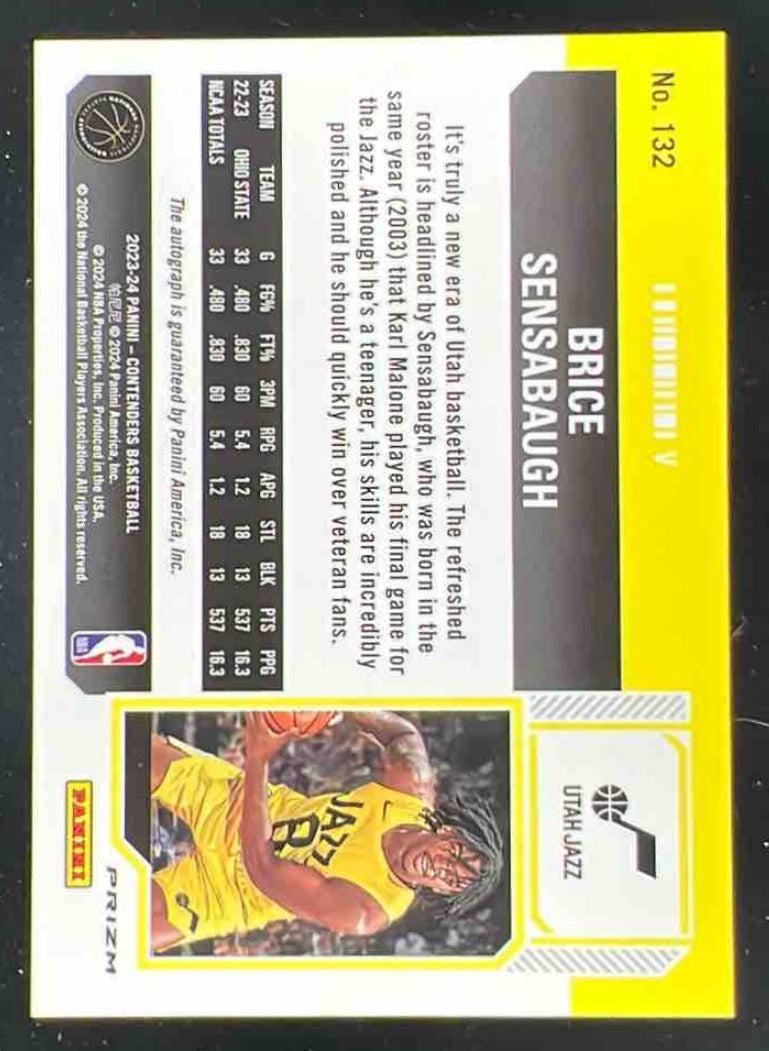 No. 132
BRICE
SENSABAUGH
UTAH JAZZ
It's truly a new era of Utah basketball. The refreshed
roster is headlined by Sensabaugh, who was born in the
same year (2003) that Karl Malone played his final game for
the Jazz. Although he's a teenager, his skills are incredibly
polished and he should quickly win over veteran fans.
SEASON TEAM G FG% FT% 3PM RPG APG STL BLK PTS PPG
22-23 OHIO STATE 33 .480 .830 60 5.4 1.2 18 13 537 16.3
NCAA TOTALS 33 .480 .830 60 5.4 1.2 18 13 537 16.3
The autograph is guaranteed by Panini America, Inc.
2023-24 PANINI – CONTENDERS BASKETBALL
帕尼尼 © 2024 Panini America, Inc.
© 2024 NBA Properties, Inc. Produced in the USA.
© 2024 the National Basketball Players Association. All rights reserved.
NBA
JAZZ
8
PANINI
PRIZM